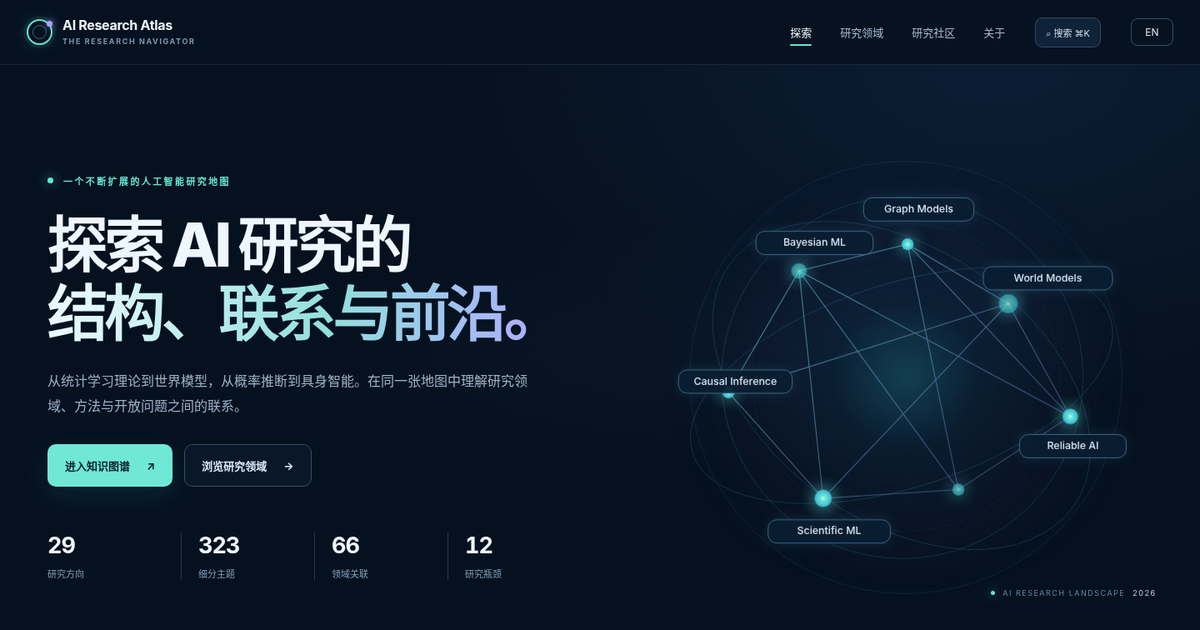 AI Research Atlas
THE RESEARCH NAVIGATOR
探索 研究领域 研究社区 关于 搜索 ⌘K EN
一个不断扩展的人工智能研究地图
探索 AI 研究的
结构、联系与前沿。
从统计学习理论到世界模型，从概率推断到具身智能。在同一张地图中理解研究领
域、方法与开放问题之间的联系。
进入知识图谱 ↗ 浏览研究领域 →
29 323 66 12
研究方向 细分主题 领域关联 研究瓶颈
Graph Models
Bayesian ML
World Models
Causal Inference
Reliable AI
Scientific ML
AI RESEARCH LANDSCAPE 2026